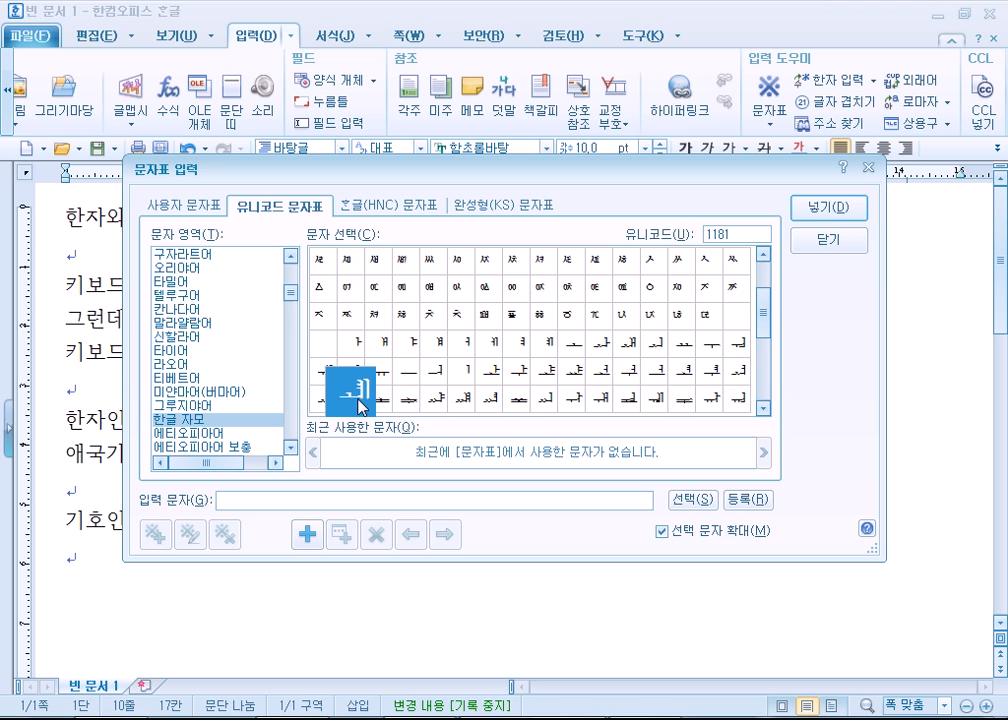 빈 문서 1 - 한컴오피스 한글
파일(F) 편집(E) 보기(U) 입력(D) 서식(J) 쪽(W) 보안(R) 검토(H) 도구(K)
림 그리기마당 글맵시 수식 OLE 개체 문단 띠 소리
필드
양식 개체
누름틀
필드 입력
참조
각주 미주 메모 덧말 책갈피 상호 참조 교정 부호
하이퍼링크
입력 도우미
문자표
한자 입력 외래어
글자 겹치기 로마자
주소 찾기 상용구
CCL
CCL 넣기
바탕글 대표 함초롬바탕 10,0 pt 가 가 가 가 가
한자와
키보드
그런데
키보드
한자인
애국가
기호인
문자표 입력
사용자 문자표 유니코드 문자표 한글(HNC) 문자표 완성형(KS) 문자표
넣기(D)
닫기
문자 영역(T):
구자라트어
오리야어
타밀어
텔루구어
칸나다어
말라얄람어
신할라어
타이어
라오어
티베트어
미얀마어(버마어)
그루지야어
한글 자모
에티오피아어
에티오피아어 보충
문자 선택(C): 유니코드(U): 1181
최근 사용한 문자(Q):
최근에 [문자표]에서 사용한 문자가 없습니다.
입력 문자(G): 선택(S) 등록(R)
선택 문자 확대(M)
빈 문서 1
1/1쪽 1단 10줄 17칸 문단 나눔 1/1 구역 삽입 변경 내용 [기록 중지] 폭 맞춤